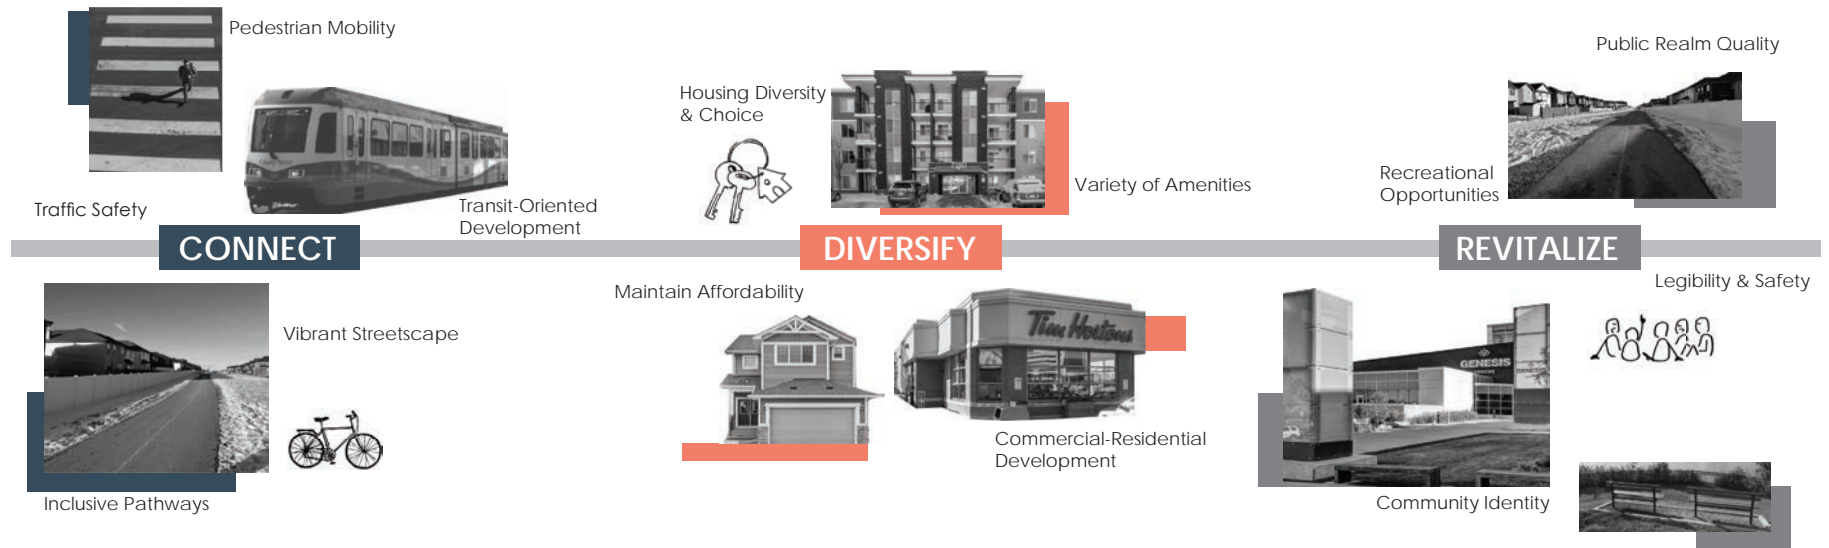 Pedestrian Mobility
Traffic Safety
Transit-Oriented
Development
CONNECT
Vibrant Streetscape
Inclusive Pathways
Housing Diversity
& Choice
Variety of Amenities
DIVERSIFY
Maintain Affordability
Tim Hortons
Commercial-Residential
Development
Public Realm Quality
Recreational
Opportunities
REVITALIZE
Legibility & Safety
GENESIS
CENTRE
Community Identity